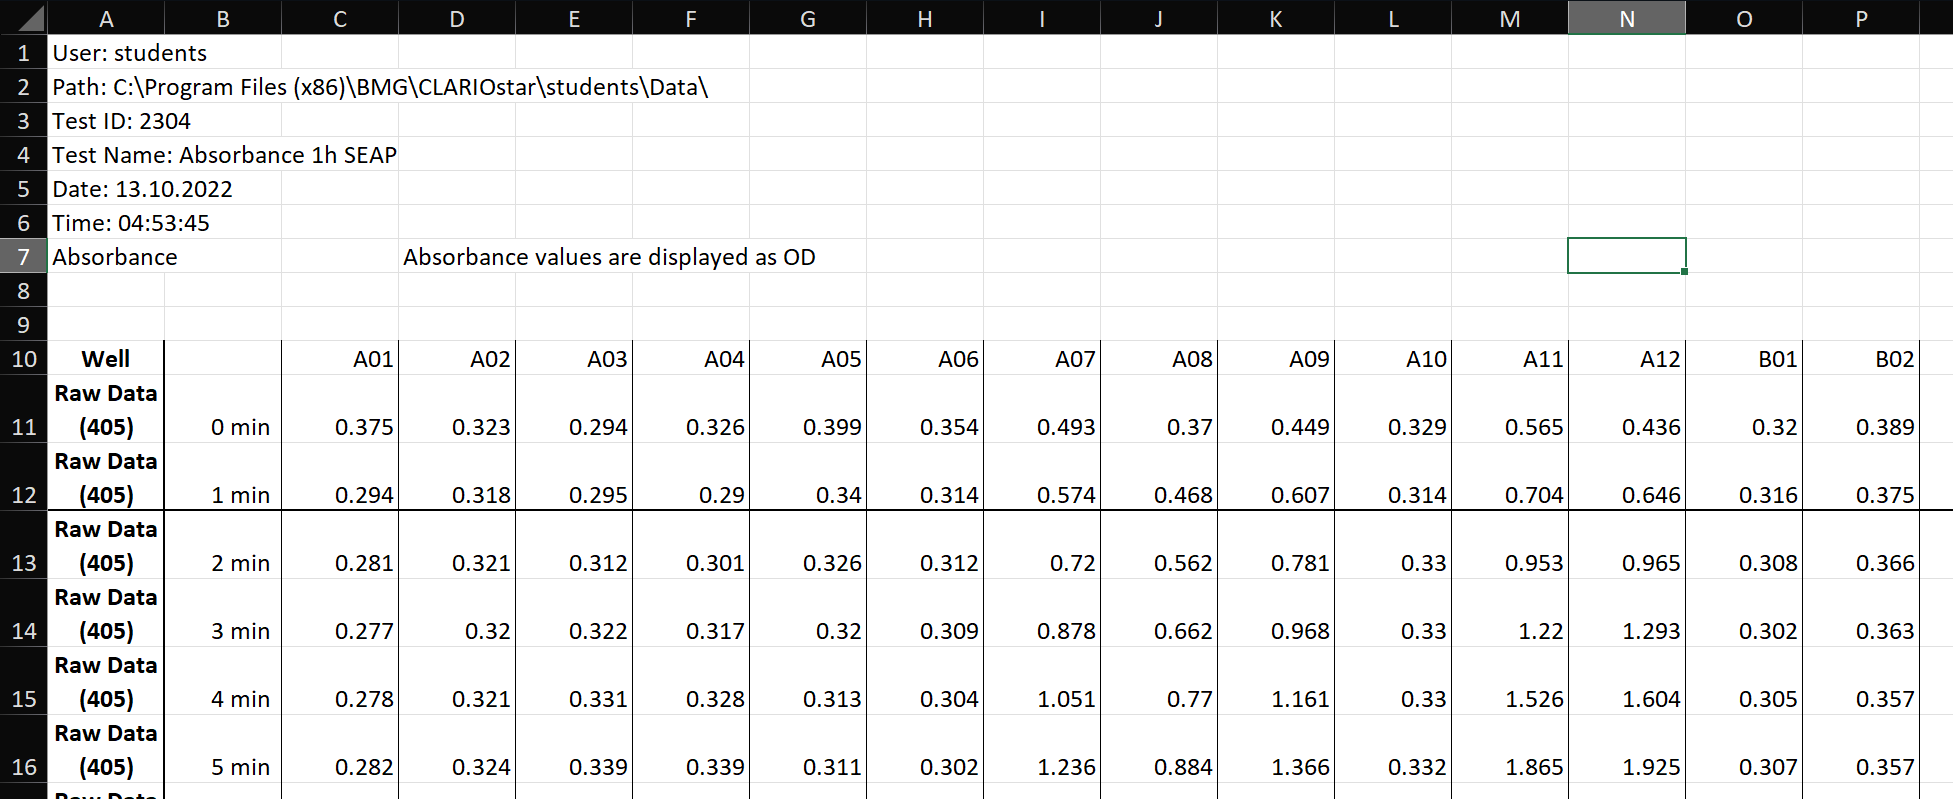 A B C D E F G H I J K L M N O P
1 User: students
2 Path: C:\Program Files (x86)\BMG\CLARIOstar\students\Data\
3 Test ID: 2304
4 Test Name: Absorbance 1h SEAP
5 Date: 13.10.2022
6 Time: 04:53:45
7 Absorbance Absorbance values are displayed as OD
8
9
10 Well A01 A02 A03 A04 A05 A06 A07 A08 A09 A10 A11 A12 B01 B02
Raw Data
11 (405) 0 min 0.375 0.323 0.294 0.326 0.399 0.354 0.493 0.37 0.449 0.329 0.565 0.436 0.32 0.389
Raw Data
12 (405) 1 min 0.294 0.318 0.295 0.29 0.34 0.314 0.574 0.468 0.607 0.314 0.704 0.646 0.316 0.375
Raw Data
13 (405) 2 min 0.281 0.321 0.312 0.301 0.326 0.312 0.72 0.562 0.781 0.33 0.953 0.965 0.308 0.366
Raw Data
14 (405) 3 min 0.277 0.32 0.322 0.317 0.32 0.309 0.878 0.662 0.968 0.33 1.22 1.293 0.302 0.363
Raw Data
15 (405) 4 min 0.278 0.321 0.331 0.328 0.313 0.304 1.051 0.77 1.161 0.33 1.526 1.604 0.305 0.357
Raw Data
16 (405) 5 min 0.282 0.324 0.339 0.339 0.311 0.302 1.236 0.884 1.366 0.332 1.865 1.925 0.307 0.357